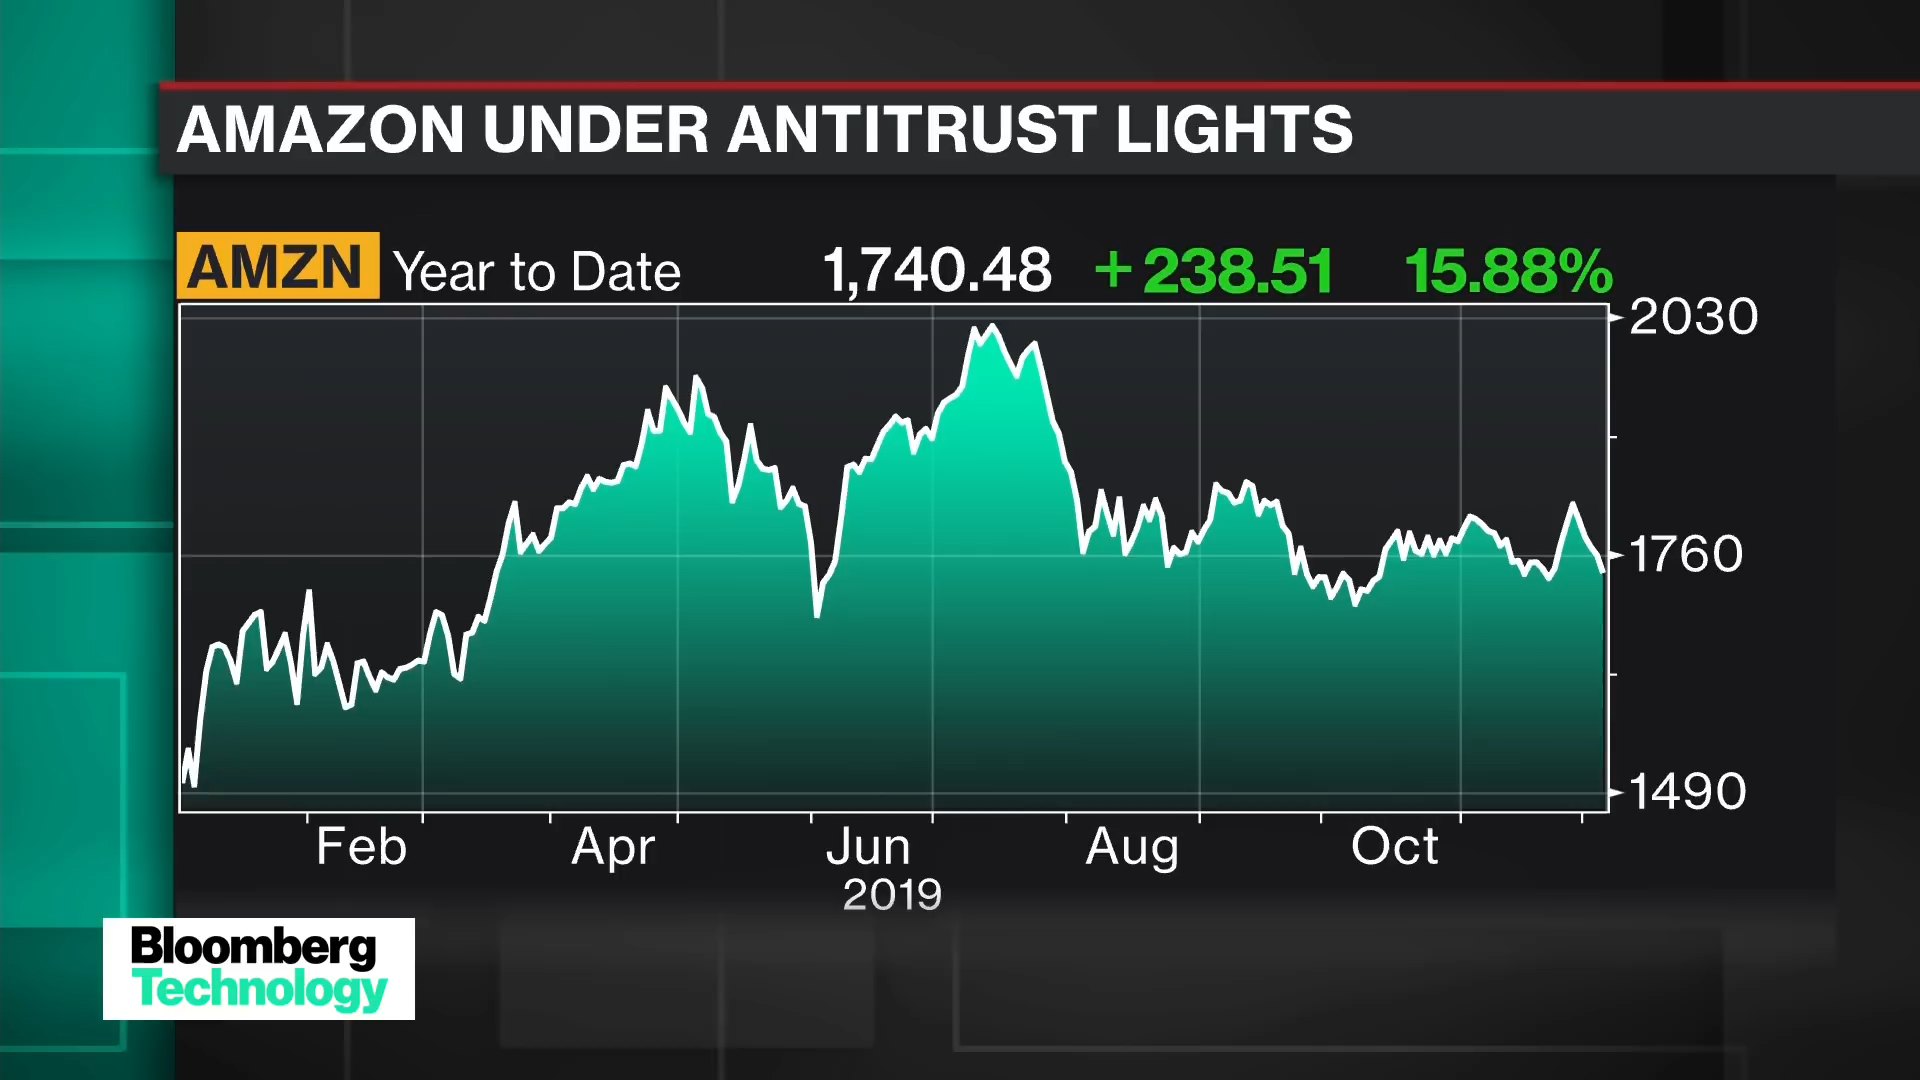 AMAZON UNDER ANTITRUST LIGHTS
AMZN Year to Date 1,740.48 +238.51 15.88%
2030
1760
1490
Feb Apr Jun Aug Oct
2019
Bloomberg
Technology